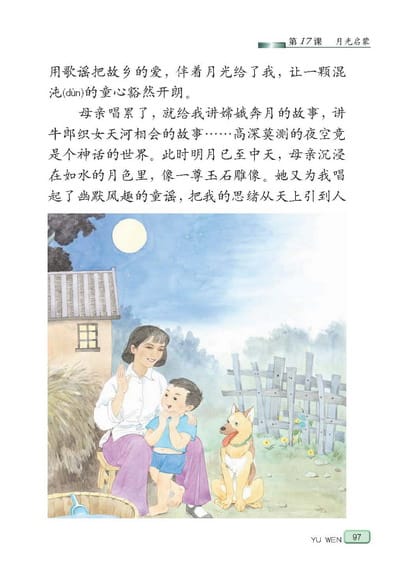 第17课 月光启蒙
用歌谣把故乡的爱，伴着月光给了我，让一颗混
沌(dùn)的童心豁然开朗。
母亲唱累了，就给我讲嫦娥奔月的故事，讲
牛郎织女天河相会的故事……高深莫测的夜空竟
是个神话的世界。此时明月已至中天，母亲沉浸
在如水的月色里，像一尊玉石雕像。她又为我唱
起了幽默风趣的童谣，把我的思绪从天上引到人
YU WEN 97